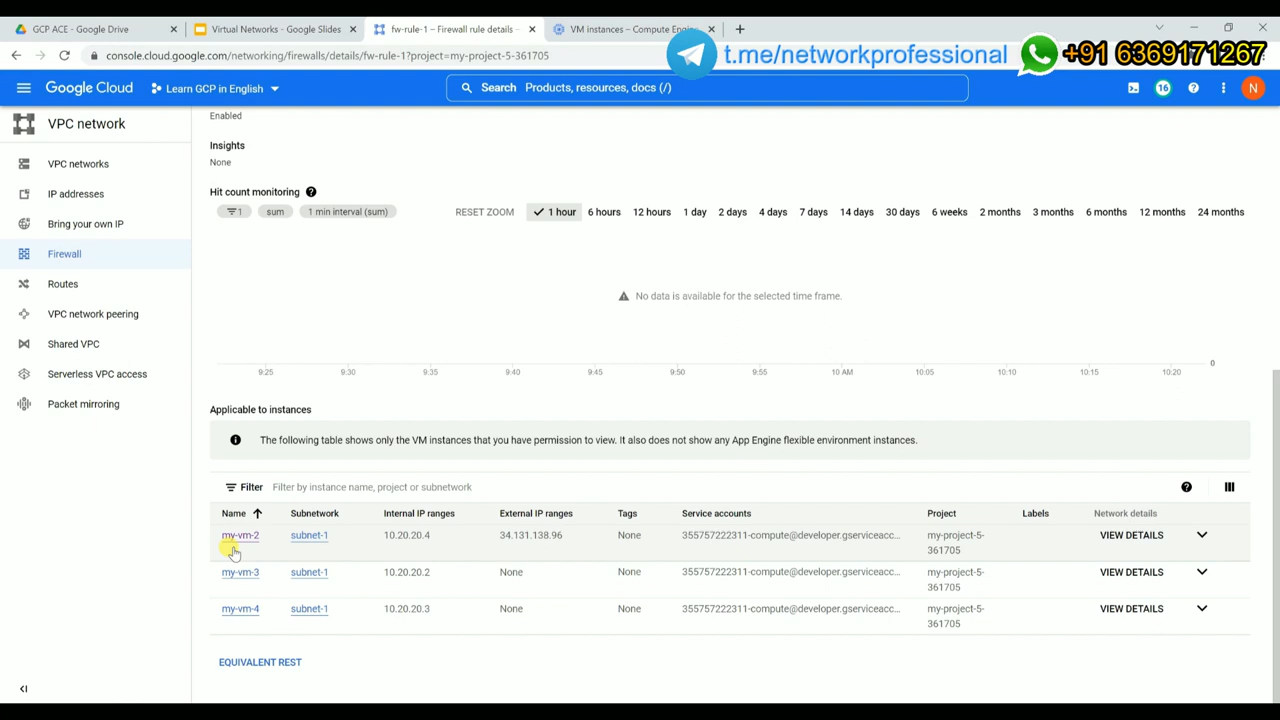 GCP ACE - Google Drive
Virtual Networks - Google Slides
fw-rule-1 – Firewall rule details –
VM instances – Compute Eng
console.cloud.google.com/networking/firewalls/details/fw-rule-1?project=my-project-5-361705
t.me/networkprofessional
+91 6369171267
Google Cloud
Learn GCP in English
Search Products, resources, docs (/)
16
N
VPC network
VPC networks
IP addresses
Bring your own IP
Firewall
Routes
VPC network peering
Shared VPC
Serverless VPC access
Packet mirroring
Enabled
Insights
None
Hit count monitoring
1 sum 1 min interval (sum)
RESET ZOOM 1 hour 6 hours 12 hours 1 day 2 days 4 days 7 days 14 days 30 days 6 weeks 2 months 3 months 6 months 12 months 24 months
No data is available for the selected time frame.
0
9:25 9:30 9:35 9:40 9:45 9:50 9:55 10 AM 10:05 10:10 10:15 10:20
Applicable to instances
The following table shows only the VM instances that you have permission to view. It also does not show any App Engine flexible environment instances.
Filter Filter by instance name, project or subnetwork
Name Subnetwork Internal IP ranges External IP ranges Tags Service accounts Project Labels Network details
my-vm-2 subnet-1 10.20.20.4 34.131.138.96 None 355757222311-compute@developer.gserviceacc... my-project-5- VIEW DETAILS
361705
my-vm-3 subnet-1 10.20.20.2 None None 355757222311-compute@developer.gserviceacc... my-project-5- VIEW DETAILS
361705
my-vm-4 subnet-1 10.20.20.3 None None 355757222311-compute@developer.gserviceacc... my-project-5- VIEW DETAILS
361705
EQUIVALENT REST